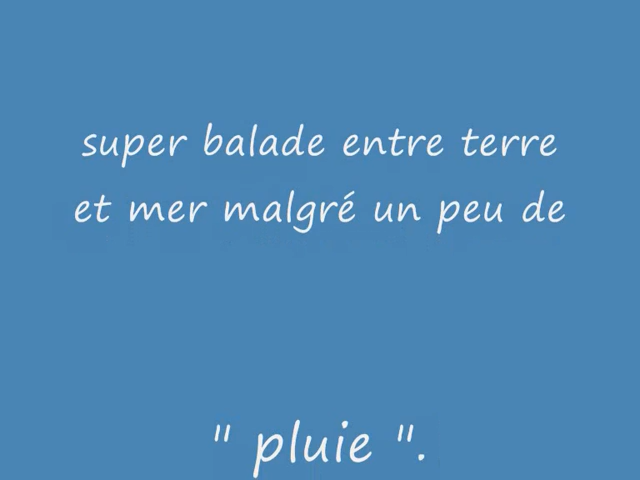 super balade entre terre
et mer malgré un peu de
" pluie ".